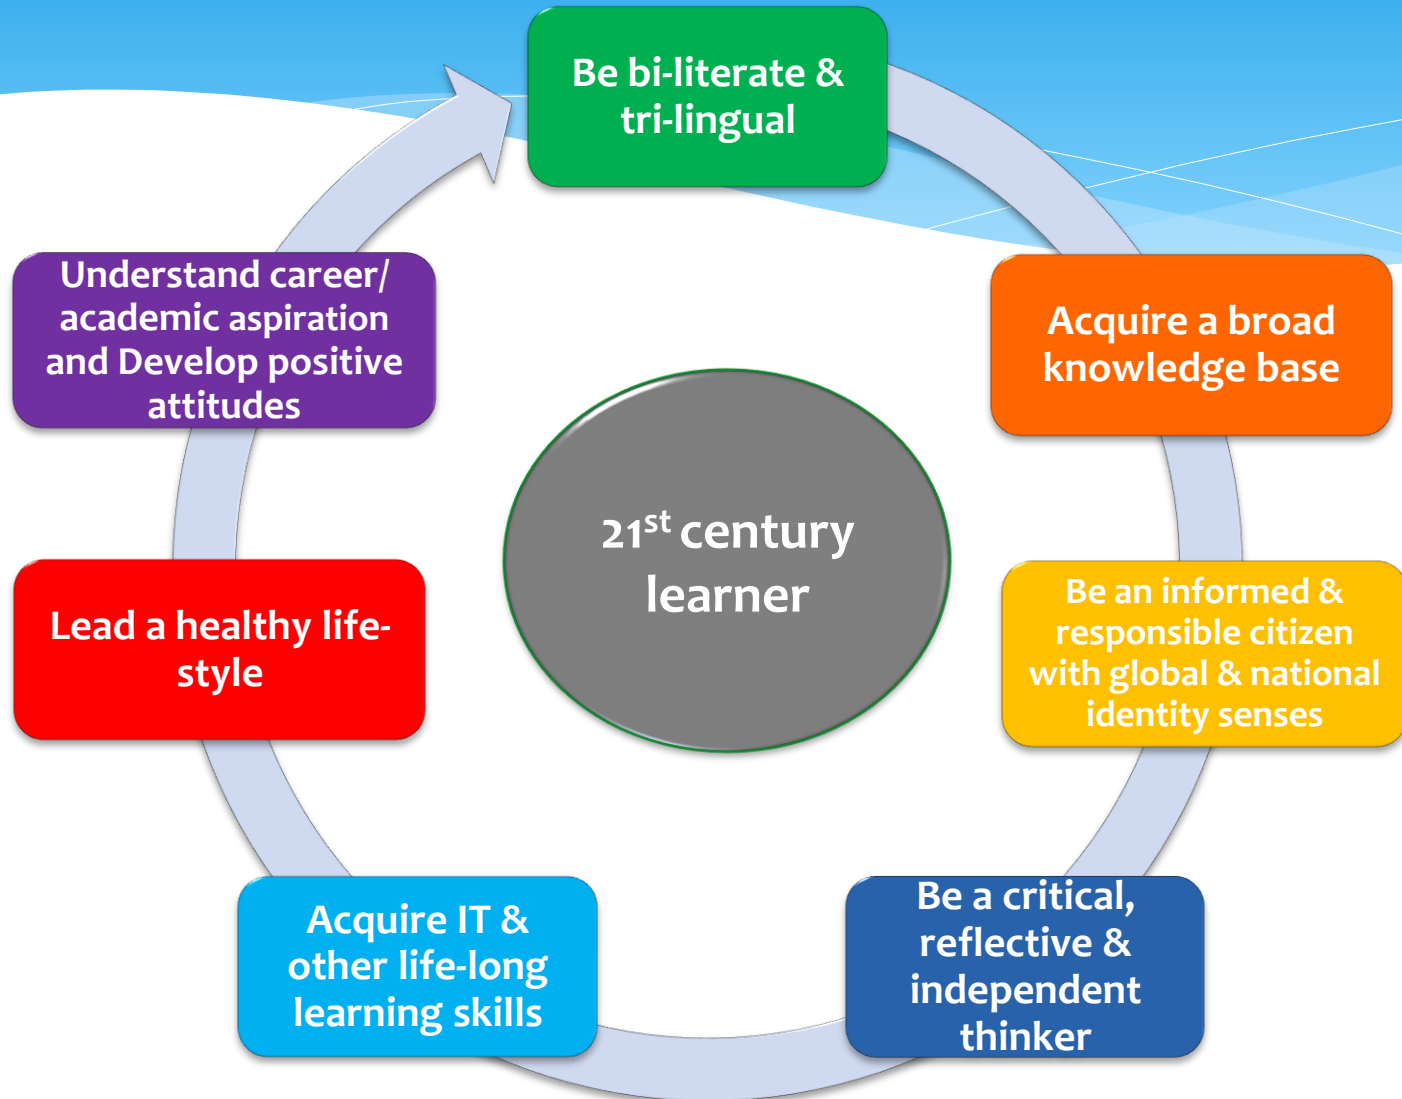 Be bi-literate &
tri-lingual
Acquire a broad
knowledge base
Be an informed &
responsible citizen
with global & national
identity senses
Be a critical,
reflective &
independent
thinker
Acquire IT &
other life-long
learning skills
Lead a healthy life-
style
Understand career/
academic aspiration
and Develop positive
attitudes
21st century
learner